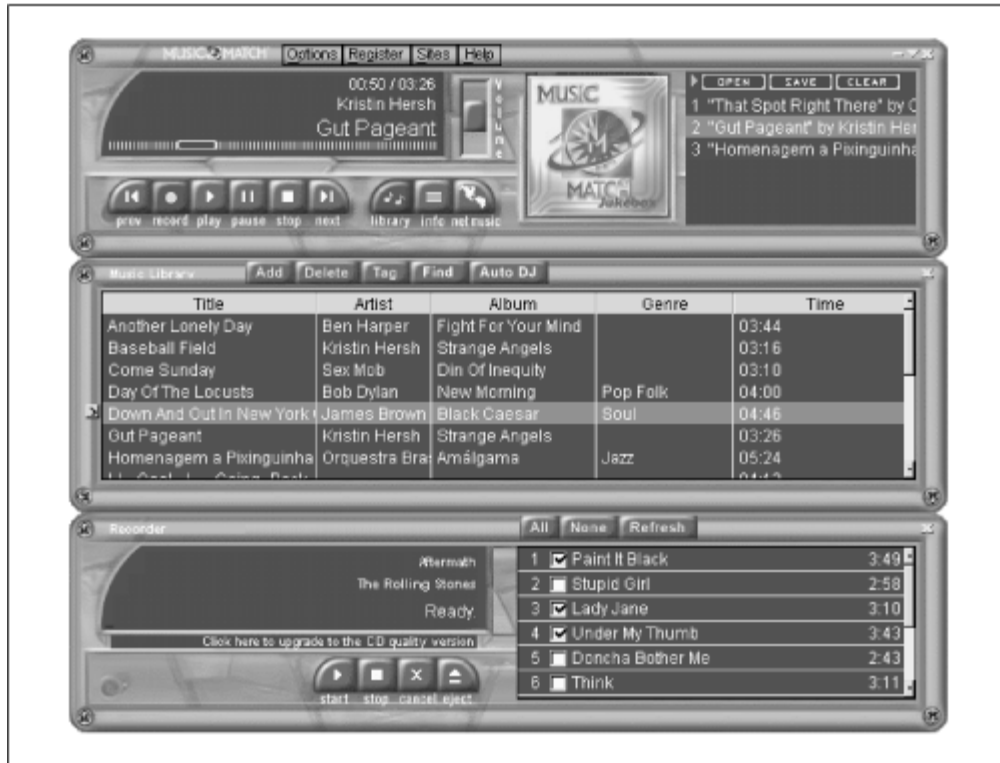 MUSICMATCH Options Register Sites Help
00:50 / 03:26
Kristin Hersh
Gut Pageant
Volume
MUSIC
M
MATCH
Jukebox
OPEN SAVE CLEAR
1 "That Spot Right There" by
2 "Gut Pageant" by Kristin Her
3 "Homenagem a Pixinguinha
prev record play pause stop next library info net music
Music Library Add Delete Tag Find Auto DJ
Title Artist Album Genre Time
Another Lonely Day Ben Harper Fight For Your Mind 03:44
Baseball Field Kristin Hersh Strange Angels 03:16
Come Sunday Sex Mob Din Of Inequity 03:10
Day Of The Locusts Bob Dylan New Morning Pop Folk 04:00
Down And Out In New York James Brown Black Caesar Soul 04:46
Gut Pageant Kristin Hersh Strange Angels 03:26
Homenagem a Pixinguinha Orquestra Bra Amálgama Jazz 05:24
Recorder All None Refresh
Aftermath
The Rolling Stones
Ready.
Click here to upgrade to the CD quality version
start stop cancel eject
1 Paint It Black 3:49
2 Stupid Girl 2:58
3 Lady Jane 3:10
4 Under My Thumb 3:43
5 Doncha Bother Me 2:43
6 Think 3:11